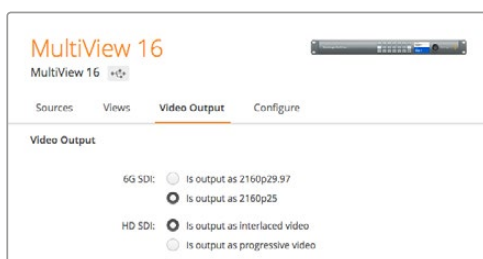 MultiView 16
MultiView 16
Sources Views Video Output Configure
Video Output
6G SDI: Is output as 2160p29.97
Is output as 2160p25
HD SDI: Is output as interlaced video
Is output as progressive video